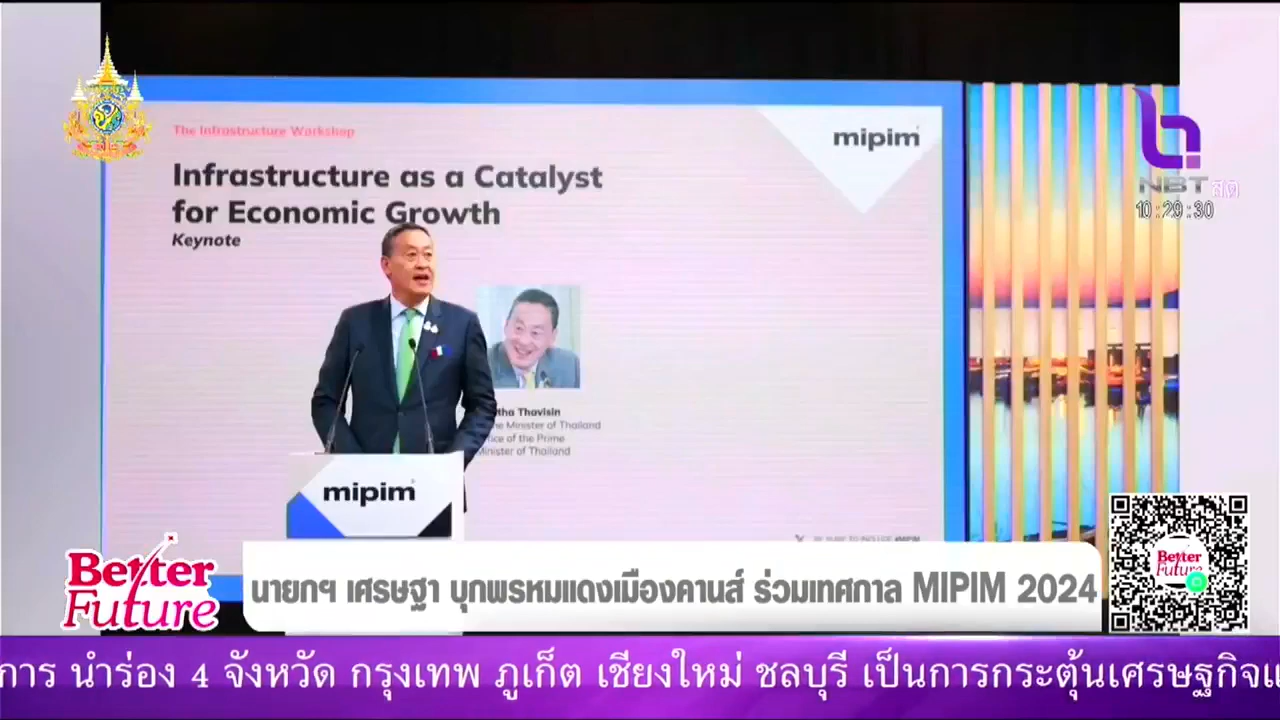 The Infrastructure Workshop
mipim
Infrastructure as a Catalyst
for Economic Growth
Keynote
NBT
สด
10:29:30
Thavisin
Minister of Thailand
of the Prime
Minister of Thailand
mipim
Better
Future
นายกฯ เศรษฐา บุกพรหมแดงเมืองคานส์ ร่วมเทศกาล MIPIM 2024
Better
Future
การ นำร่อง 4 จังหวัด กรุงเทพ ภูเก็ต เชียงใหม่ ชลบุรี เป็นการกระตุ้นเศรษฐกิจ